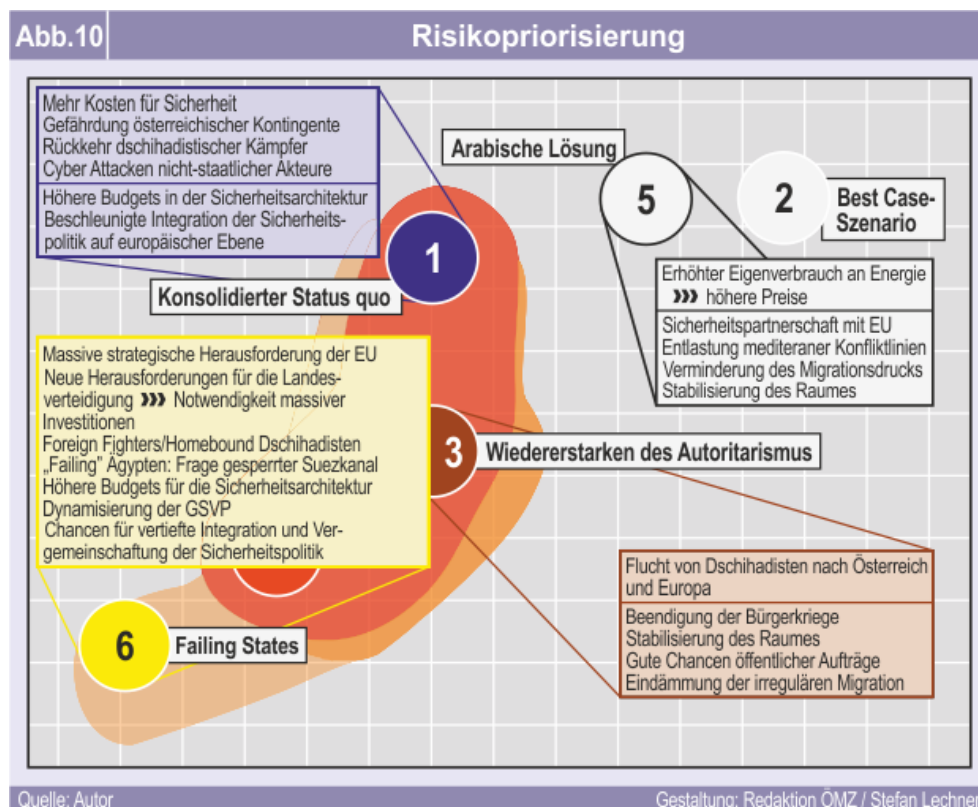 Abb.10
Risikopriorisierung
Mehr Kosten für Sicherheit
Gefährdung österreichischer Kontingente
Rückkehr dschihadistischer Kämpfer
Cyber Attacken nicht-staatlicher Akteure
Höhere Budgets in der Sicherheitsarchitektur
Beschleunigte Integration der Sicherheits-
politik auf europäischer Ebene
1
Konsolidierter Status quo
Arabische Lösung
5
2
Best Case-
Szenario
Erhöhter Eigenverbrauch an Energie
››› höhere Preise
Sicherheitspartnerschaft mit EU
Entlastung mediteraner Konfliktlinien
Verminderung des Migrationsdrucks
Stabilisierung des Raumes
Massive strategische Herausforderung der EU
Neue Herausforderungen für die Landes-
verteidigung ››› Notwendigkeit massiver
Investitionen
Foreign Fighters/Homebound Dschihadisten
„Failing" Ägypten: Frage gesperrter Suezkanal
Höhere Budgets für die Sicherheitsarchitektur
Dynamisierung der GSVP
Chancen für vertiefte Integration und Ver-
gemeinschaftung der Sicherheitspolitik
3
Wiedererstarken des Autoritarismus
Flucht von Dschihadisten nach Österreich
und Europa
Beendigung der Bürgerkriege
Stabilisierung des Raumes
Gute Chancen öffentlicher Aufträge
Eindämmung der irregulären Migration
6
Failing States
Quelle: Autor
Gestaltung: Redaktion ÖMZ / Stefan Lechner